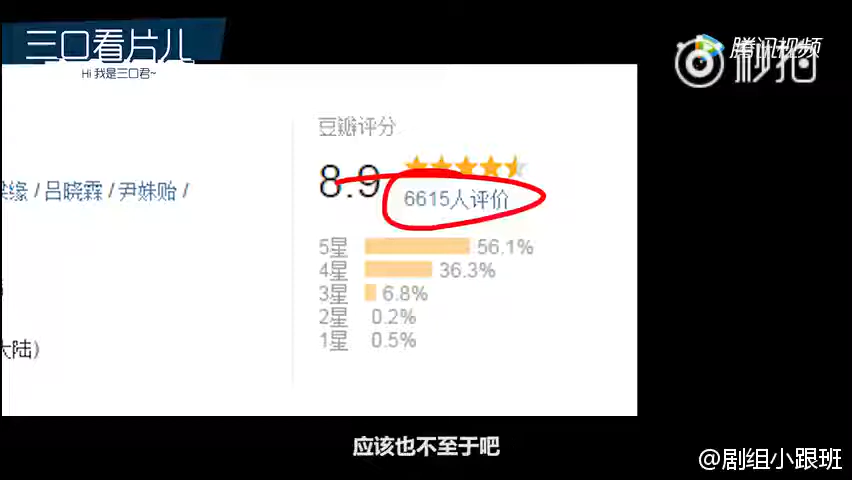 三口看片儿
Hi 我是三口君~
腾讯视频
秒拍
豆瓣评分
8.9
6615人评价
缘 / 吕晓霖 / 尹姝贻 /
5星 56.1%
4星 36.3%
3星 6.8%
2星 0.2%
1星 0.5%
大陆)
应该也不至于吧
@剧组小跟班